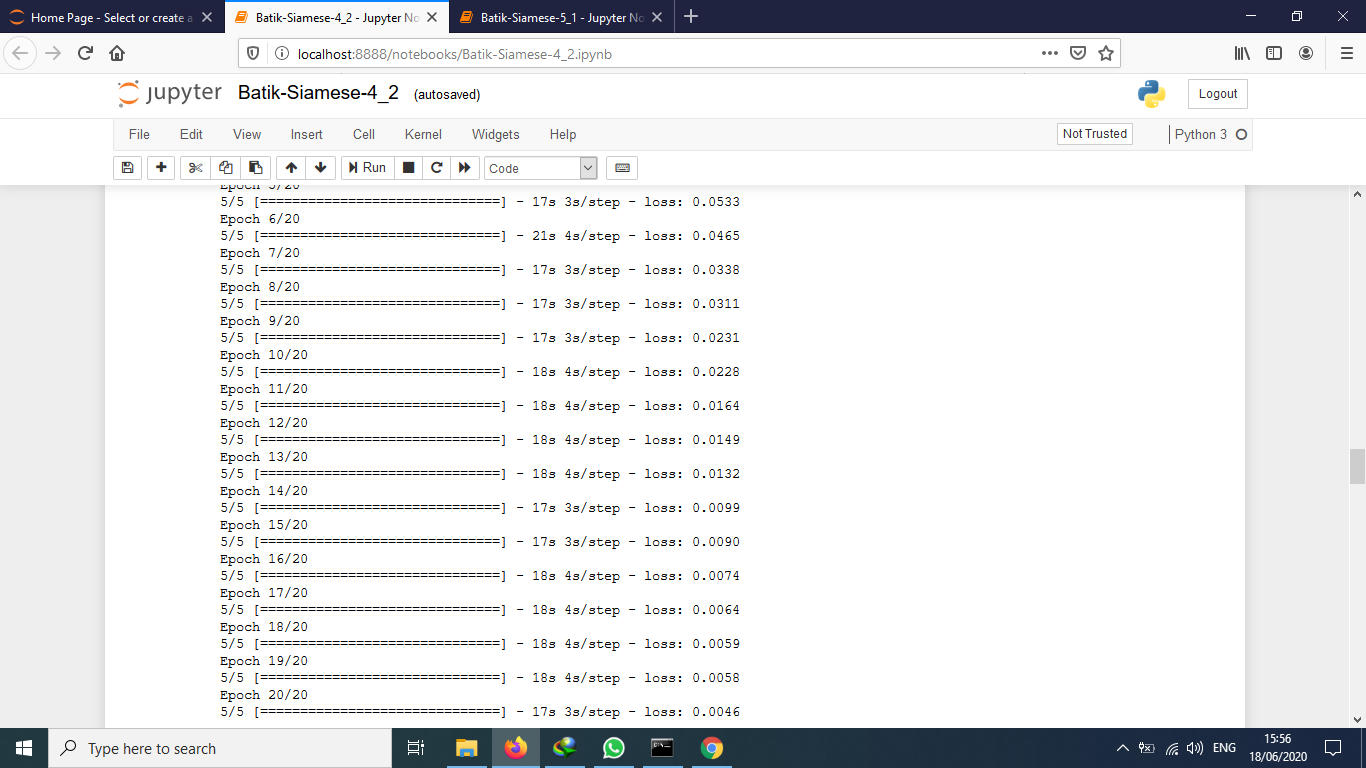 Home Page - Select or create a
Batik-Siamese-4_2 - Jupyter No
Batik-Siamese-5_1 - Jupyter No
localhost:8888/notebooks/Batik-Siamese-4_2.ipynb
jupyter Batik-Siamese-4_2 (autosaved)
Logout
File Edit View Insert Cell Kernel Widgets Help
Not Trusted
Python 3
Run
Code
Epoch 5/20
5/5 [==============================] - 17s 3s/step - loss: 0.0533
Epoch 6/20
5/5 [==============================] - 21s 4s/step - loss: 0.0465
Epoch 7/20
5/5 [==============================] - 17s 3s/step - loss: 0.0338
Epoch 8/20
5/5 [==============================] - 17s 3s/step - loss: 0.0311
Epoch 9/20
5/5 [==============================] - 17s 3s/step - loss: 0.0231
Epoch 10/20
5/5 [==============================] - 18s 4s/step - loss: 0.0228
Epoch 11/20
5/5 [==============================] - 18s 4s/step - loss: 0.0164
Epoch 12/20
5/5 [==============================] - 18s 4s/step - loss: 0.0149
Epoch 13/20
5/5 [==============================] - 18s 4s/step - loss: 0.0132
Epoch 14/20
5/5 [==============================] - 17s 3s/step - loss: 0.0099
Epoch 15/20
5/5 [==============================] - 17s 3s/step - loss: 0.0090
Epoch 16/20
5/5 [==============================] - 18s 4s/step - loss: 0.0074
Epoch 17/20
5/5 [==============================] - 18s 4s/step - loss: 0.0064
Epoch 18/20
5/5 [==============================] - 18s 4s/step - loss: 0.0059
Epoch 19/20
5/5 [==============================] - 18s 4s/step - loss: 0.0058
Epoch 20/20
5/5 [==============================] - 17s 3s/step - loss: 0.0046
Type here to search
ENG
15:56
18/06/2020